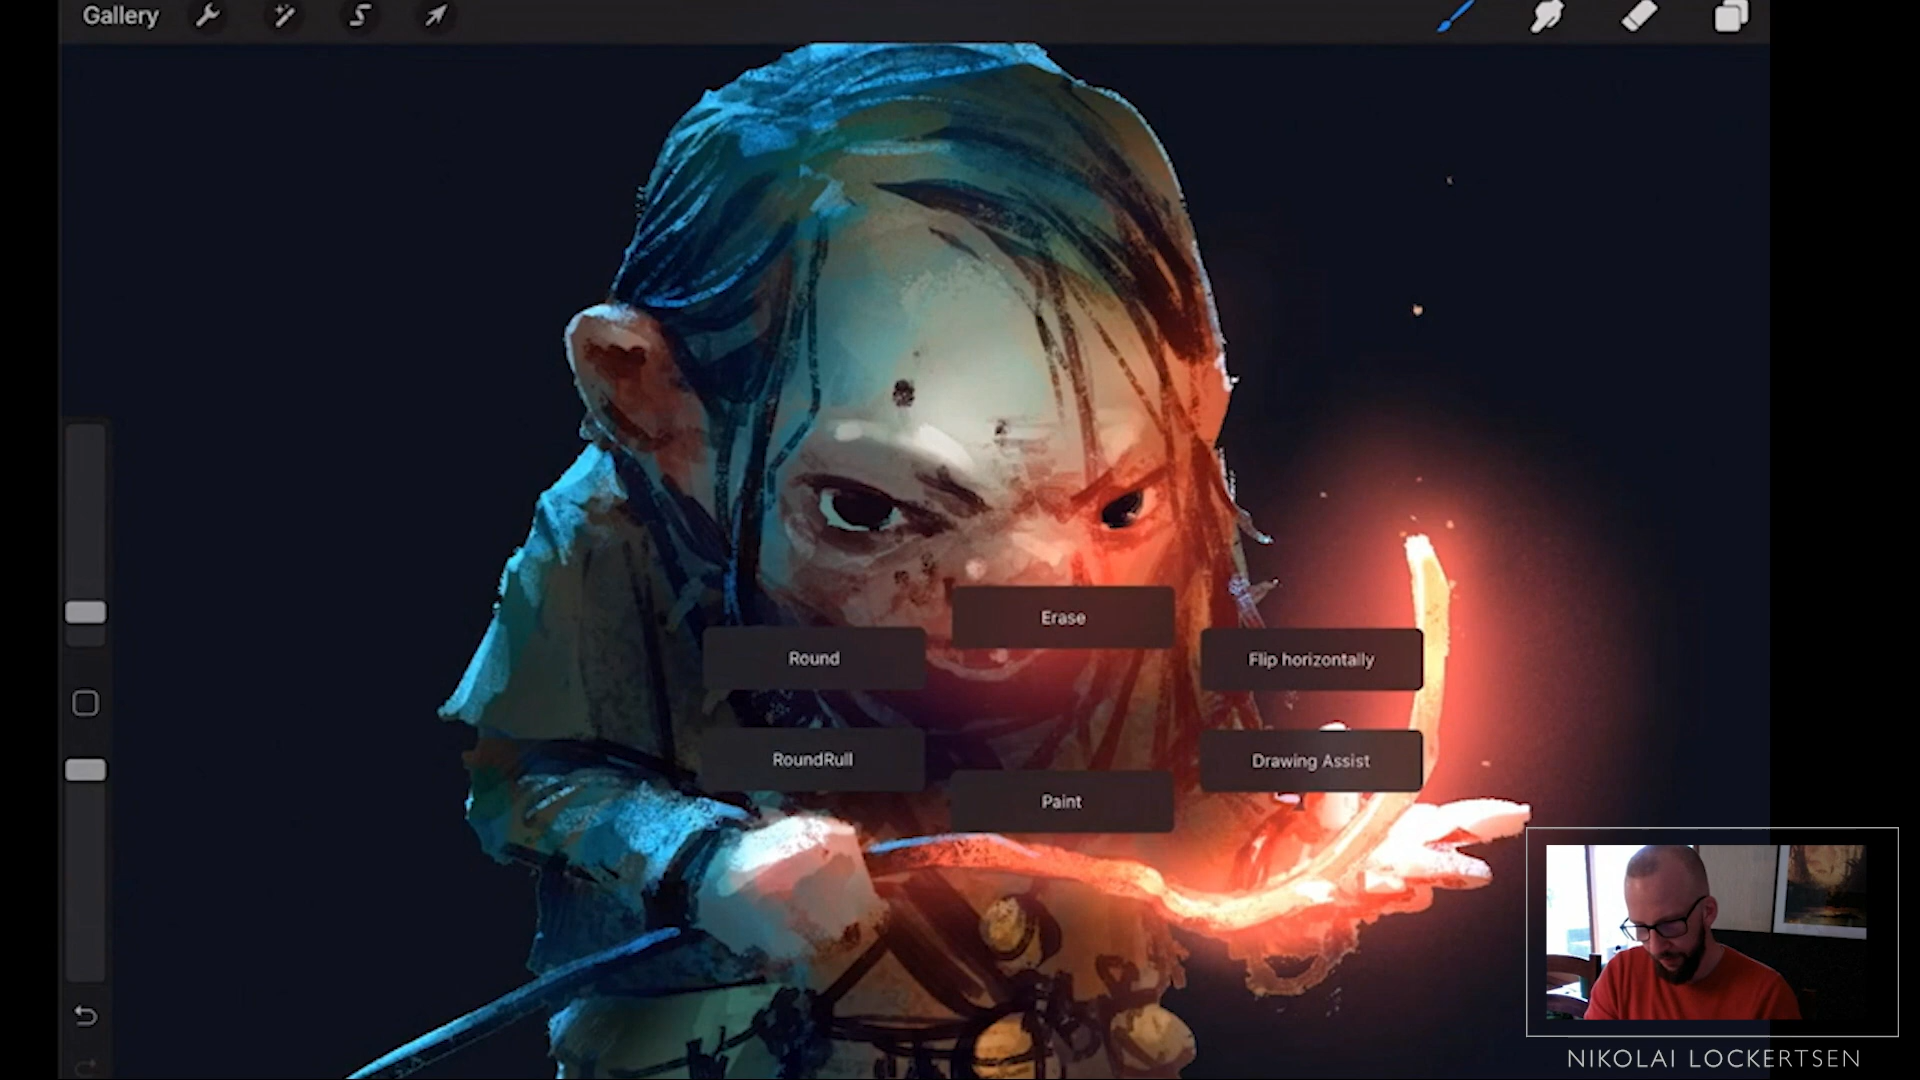 Gallery
Erase
Round
Flip horizontally
RoundRull
Drawing Assist
Paint
NIKOLAI LOCKERTSEN